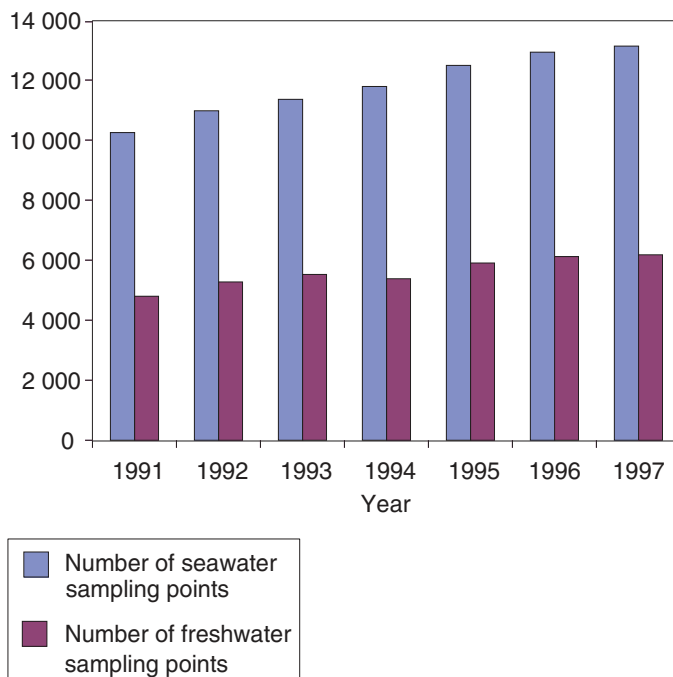 14 000
12 000
10 000
8 000
6 000
4 000
2 000
0
1991 1992 1993 1994 1995 1996 1997
Year
Number of seawater
sampling points
Number of freshwater
sampling points